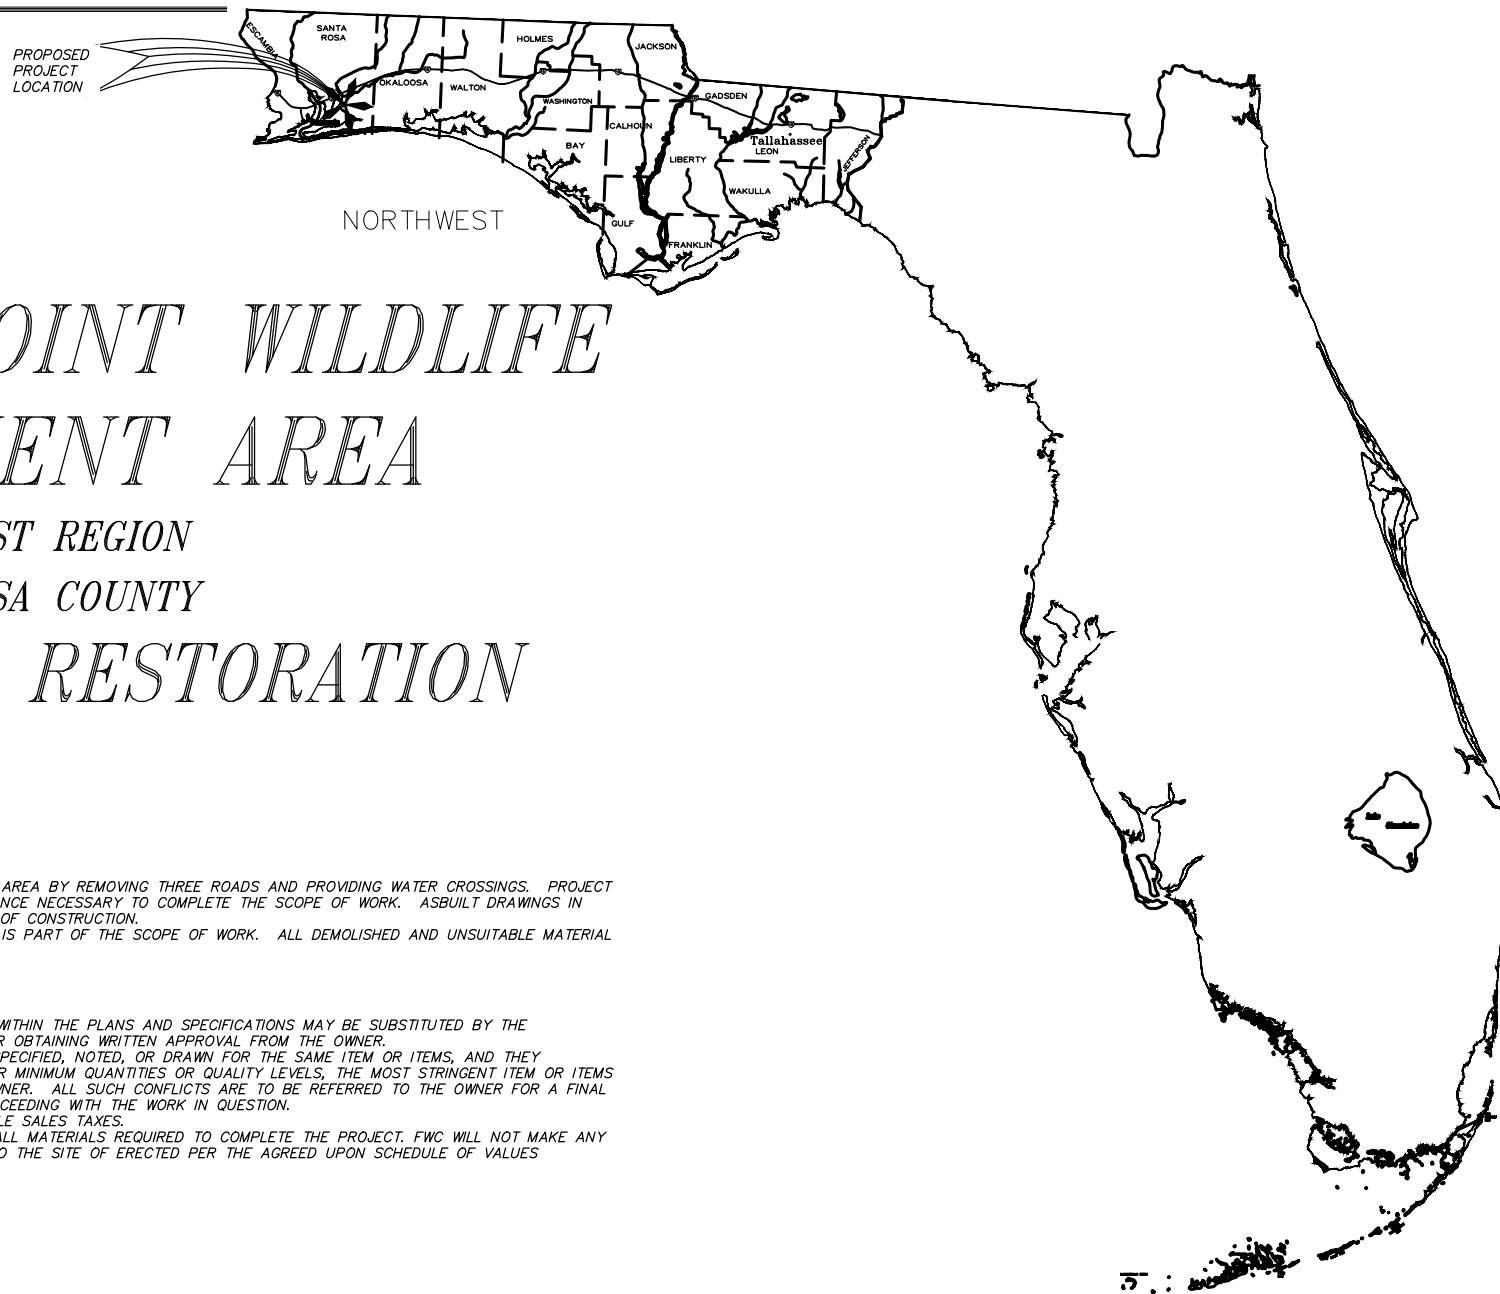 PROPOSED
PROJECT
LOCATION
ESCAMBIA
SANTA
ROSA
OKALOOSA
WALTON
HOLMES
WASHINGTON
BAY
JACKSON
CALHOUN
GULF
LIBERTY
FRANKLIN
GADSDEN
Tallahassee
LEON
WAKULLA
JEFFERSON
NORTHWEST
OINT WILDLIFE
ENT AREA
ST REGION
SA COUNTY
RESTORATION
AREA BY REMOVING THREE ROADS AND PROVIDING WATER CROSSINGS. PROJECT
NCE NECESSARY TO COMPLETE THE SCOPE OF WORK. ASBUILT DRAWINGS IN
OF CONSTRUCTION.
IS PART OF THE SCOPE OF WORK. ALL DEMOLISHED AND UNSUITABLE MATERIAL
WITHIN THE PLANS AND SPECIFICATIONS MAY BE SUBSTITUTED BY THE
R OBTAINING WRITTEN APPROVAL FROM THE OWNER.
PECIFIED, NOTED, OR DRAWN FOR THE SAME ITEM OR ITEMS, AND THEY
R MINIMUM QUANTITIES OR QUALITY LEVELS, THE MOST STRINGENT ITEM OR ITEMS
WNER. ALL SUCH CONFLICTS ARE TO BE REFERRED TO THE OWNER FOR A FINAL
CEEDING WITH THE WORK IN QUESTION.
LE SALES TAXES.
ALL MATERIALS REQUIRED TO COMPLETE THE PROJECT. FWC WILL NOT MAKE ANY
O THE SITE OF ERECTED PER THE AGREED UPON SCHEDULE OF VALUES